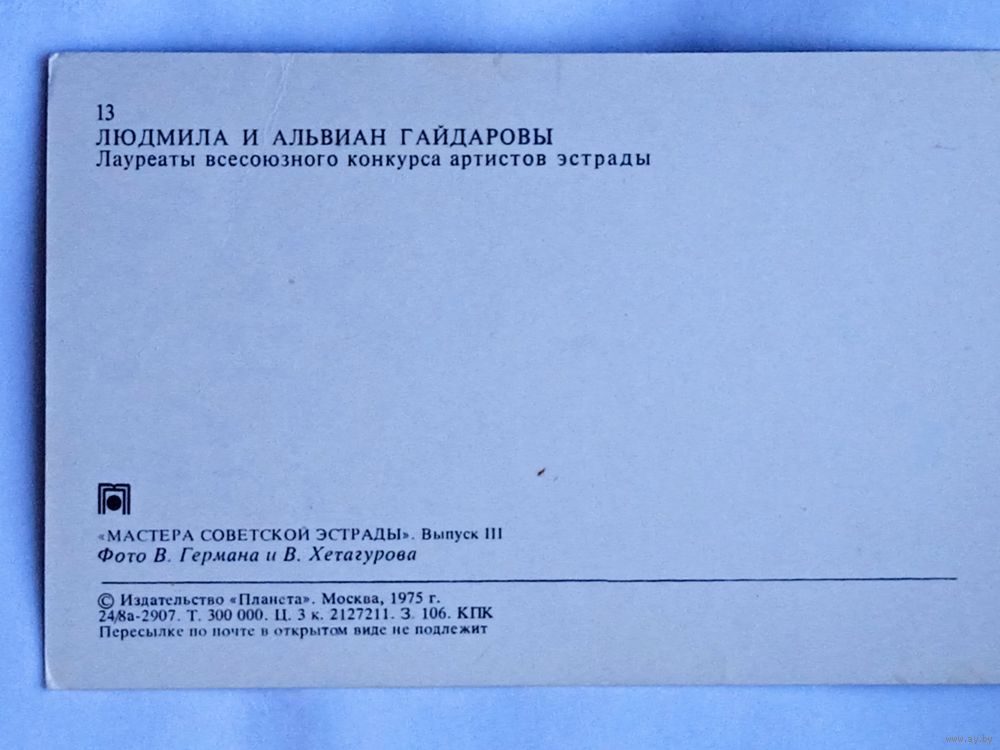 13
ЛЮДМИЛА И АЛЬВИАН ГАЙДАРОВЫ
Лауреаты всесоюзного конкурса артистов эстрады
«МАСТЕРА СОВЕТСКОЙ ЭСТРАДЫ». Выпуск III
Фото В. Германа и В. Хетагурова
© Издательство «Планета». Москва, 1975 г.
24/8а-2907. Т. 300 000. Ц. 3 к. 2127211. З. 106. КПК
Пересылке по почте в открытом виде не подлежит
www.ay.by